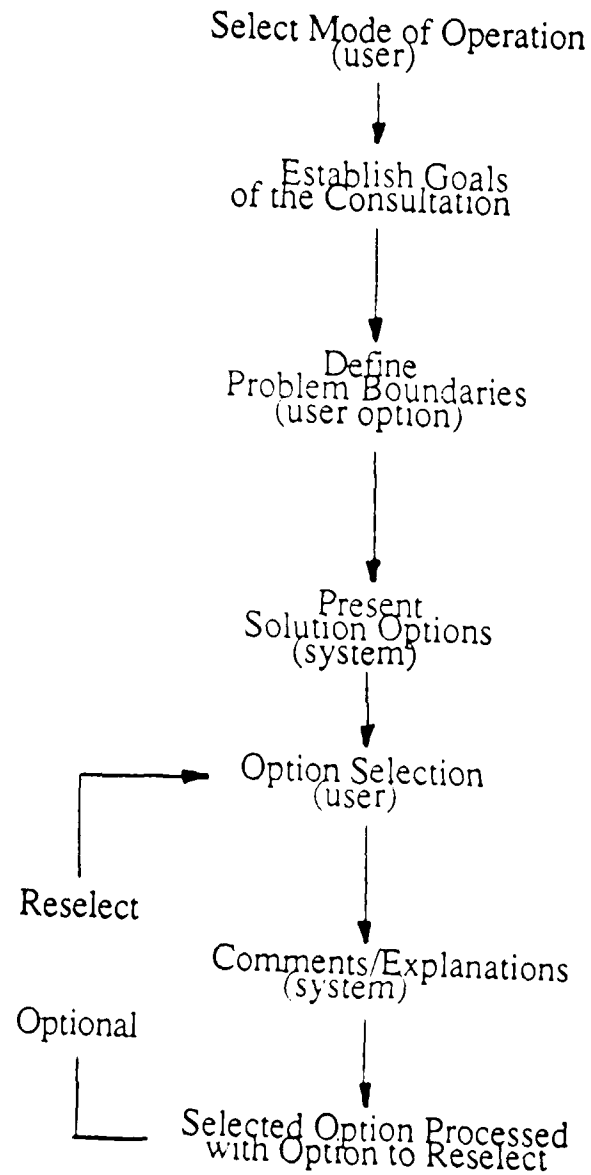 Select Mode of Operation
(user)
Establish Goals
of the Consultation
Define
Problem Boundaries
(user option)
Present
Solution Options
(system)
Option Selection
(user)
Reselect
Comments/Explanations
(system)
Optional
Selected Option Processed
with Option to Reselect